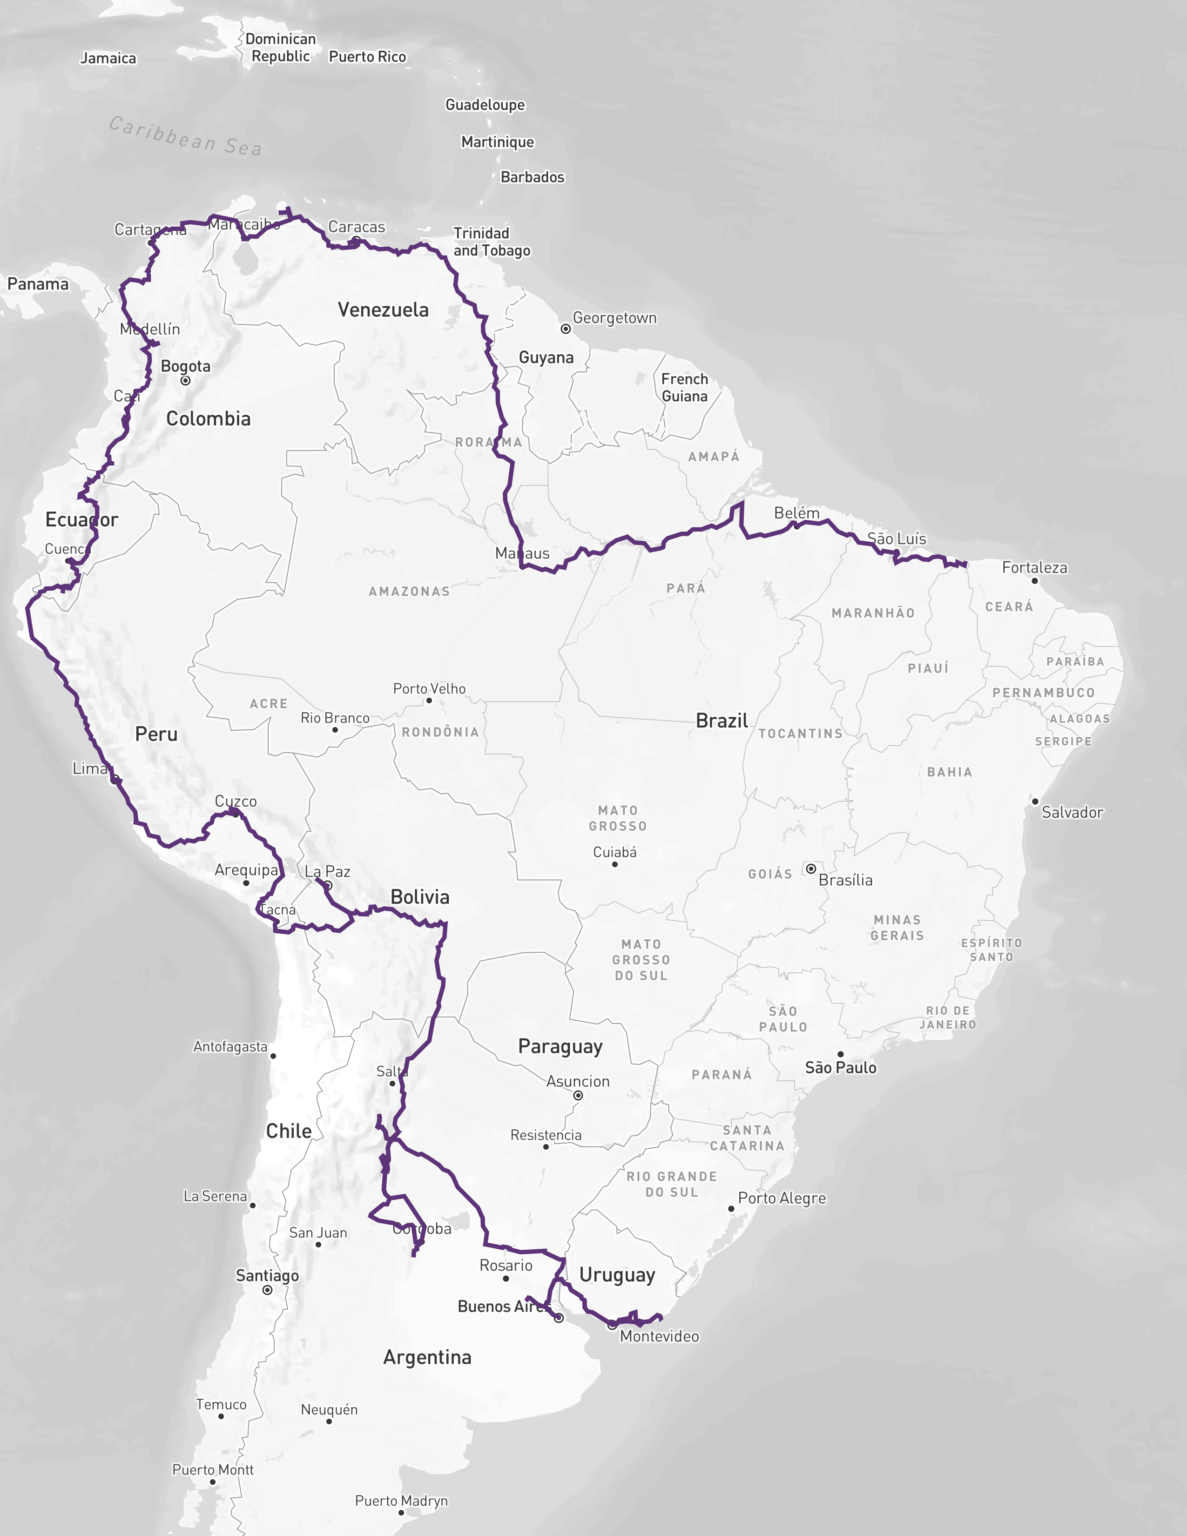 Dominican
Republic
Jamaica
Puerto Rico
Guadeloupe
Caribbean Sea
Martinique
Barbados
Cartagena
Maracaibo
Caracas
Trinidad
and Tobago
Panama
Venezuela
Georgetown
Medellín
Guyana
Bogota
French
Guiana
Cali
Colombia
RORAIMA
AMAPÁ
Ecuador
Belém
São Luís
Cuenca
Manaus
Fortaleza
AMAZONAS
PARÁ
CEARÁ
MARANHÃO
PARAÍBA
PIAUÍ
Porto Velho
PERNAMBUCO
ACRE
Rio Branco
Brazil
ALAGOAS
Peru
RONDÔNIA
TOCANTINS
SERGIPE
Lima
BAHIA
Cuzco
MATO
GROSSO
Salvador
Cuiabá
Arequipa
La Paz
GOIÁS
Brasília
Bolivia
Tacna
MINAS
GERAIS
MATO
GROSSO
DO SUL
ESPÍRITO
SANTO
SÃO
PAULO
RIO DE
JANEIRO
Antofagasta
Paraguay
São Paulo
Salta
Asuncion
PARANÁ
Chile
Resistencia
SANTA
CATARINA
RIO GRANDE
DO SUL
La Serena
Porto Alegre
San Juan
Córdoba
Rosario
Santiago
Uruguay
Buenos Aires
Montevideo
Argentina
Temuco
Neuquén
Puerto Montt
Puerto Madryn